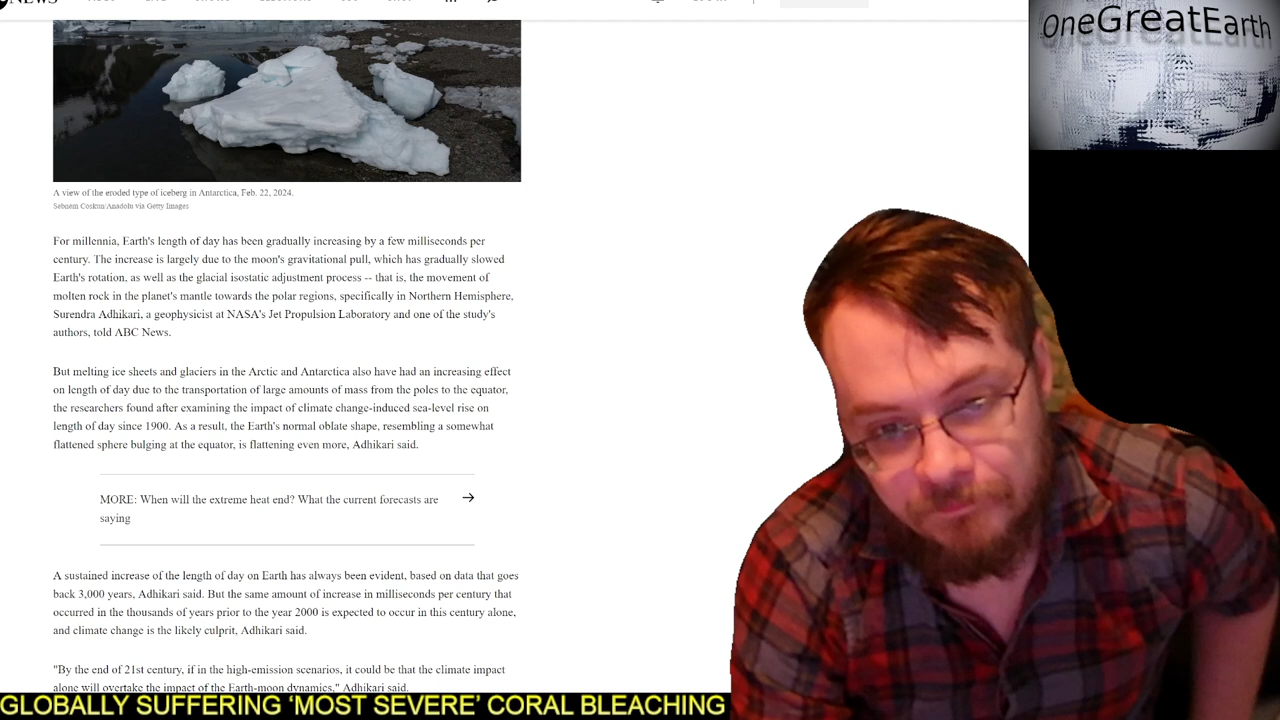 NEWS
OneGreatEarth
A view of the eroded type of iceberg in Antarctica, Feb. 22, 2024.
Sebnem Coskun/Anadolu via Getty Images
For millennia, Earth's length of day has been gradually increasing by a few milliseconds per
century. The increase is largely due to the moon's gravitational pull, which has gradually slowed
Earth's rotation, as well as the glacial isostatic adjustment process -- that is, the movement of
molten rock in the planet's mantle towards the polar regions, specifically in Northern Hemisphere,
Surendra Adhikari, a geophysicist at NASA's Jet Propulsion Laboratory and one of the study's
authors, told ABC News.
But melting ice sheets and glaciers in the Arctic and Antarctica also have had an increasing effect
on length of day due to the transportation of large amounts of mass from the poles to the equator,
the researchers found after examining the impact of climate change-induced sea-level rise on
length of day since 1900. As a result, the Earth's normal oblate shape, resembling a somewhat
flattened sphere bulging at the equator, is flattening even more, Adhikari said.
MORE: When will the extreme heat end? What the current forecasts are
saying
A sustained increase of the length of day on Earth has always been evident, based on data that goes
back 3,000 years, Adhikari said. But the same amount of increase in milliseconds per century that
occurred in the thousands of years prior to the year 2000 is expected to occur in this century alone,
and climate change is the likely culprit, Adhikari said.
"By the end of 21st century, if in the high-emission scenarios, it could be that the climate impact
alone will overtake the impact of the Earth-moon dynamics," Adhikari said.
GLOBALLY SUFFERING ‘MOST SEVERE’ CORAL BLEACHING